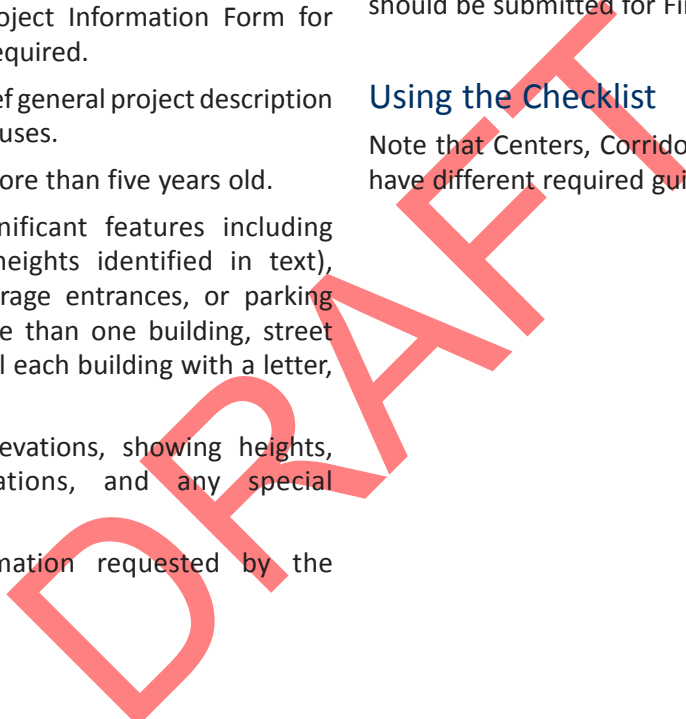 oject Information Form for
equired.
ef general project description
uses.
ore than five years old.
nificant features including
heights identified in text),
rage entrances, or parking
e than one building, street
l each building with a letter,
evations, showing heights,
ations, and any special
mation requested by the
should be submitted for Fi
Using the Checklist
Note that Centers, Corrido
have different required gui
DRAFT